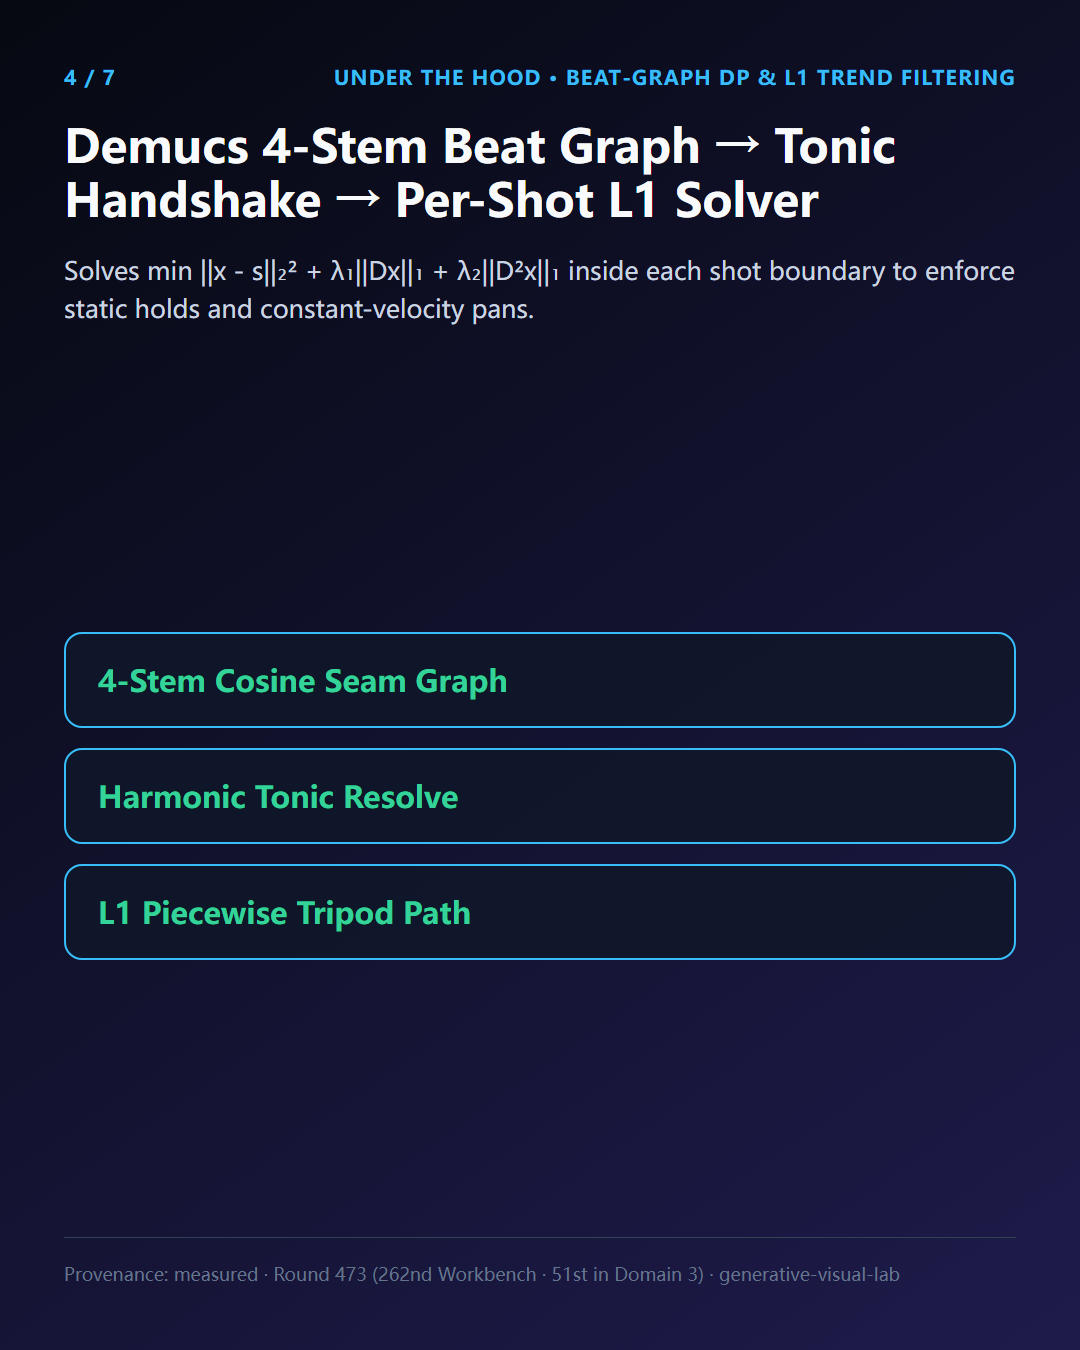 4 / 7
UNDER THE HOOD • BEAT-GRAPH DP & L1 TREND FILTERING
Demucs 4-Stem Beat Graph → Tonic
Handshake → Per-Shot L1 Solver
Solves min ||x - s||₂² + λ₁||Dx||₁ + λ₂||D²x||₁ inside each shot boundary to enforce
static holds and constant-velocity pans.
4-Stem Cosine Seam Graph
Harmonic Tonic Resolve
L1 Piecewise Tripod Path
Provenance: measured · Round 473 (262nd Workbench · 51st in Domain 3) · generative-visual-lab